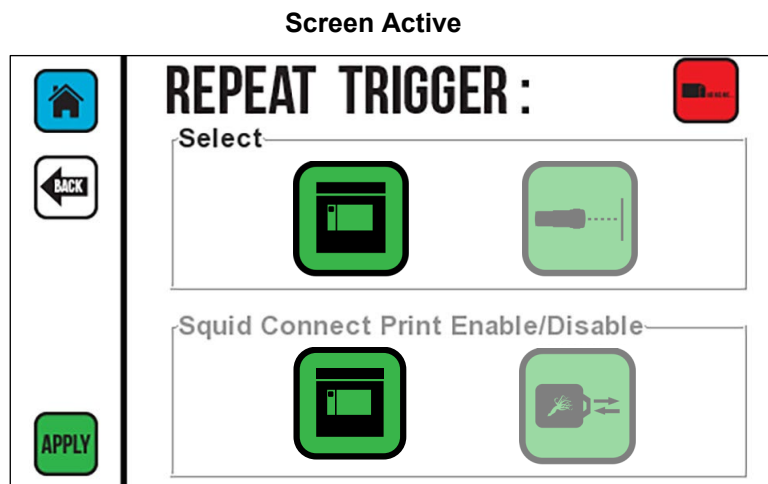 Screen Active
REPEAT TRIGGER :
Select
BACK
Squid Connect Print Enable/Disable
APPLY